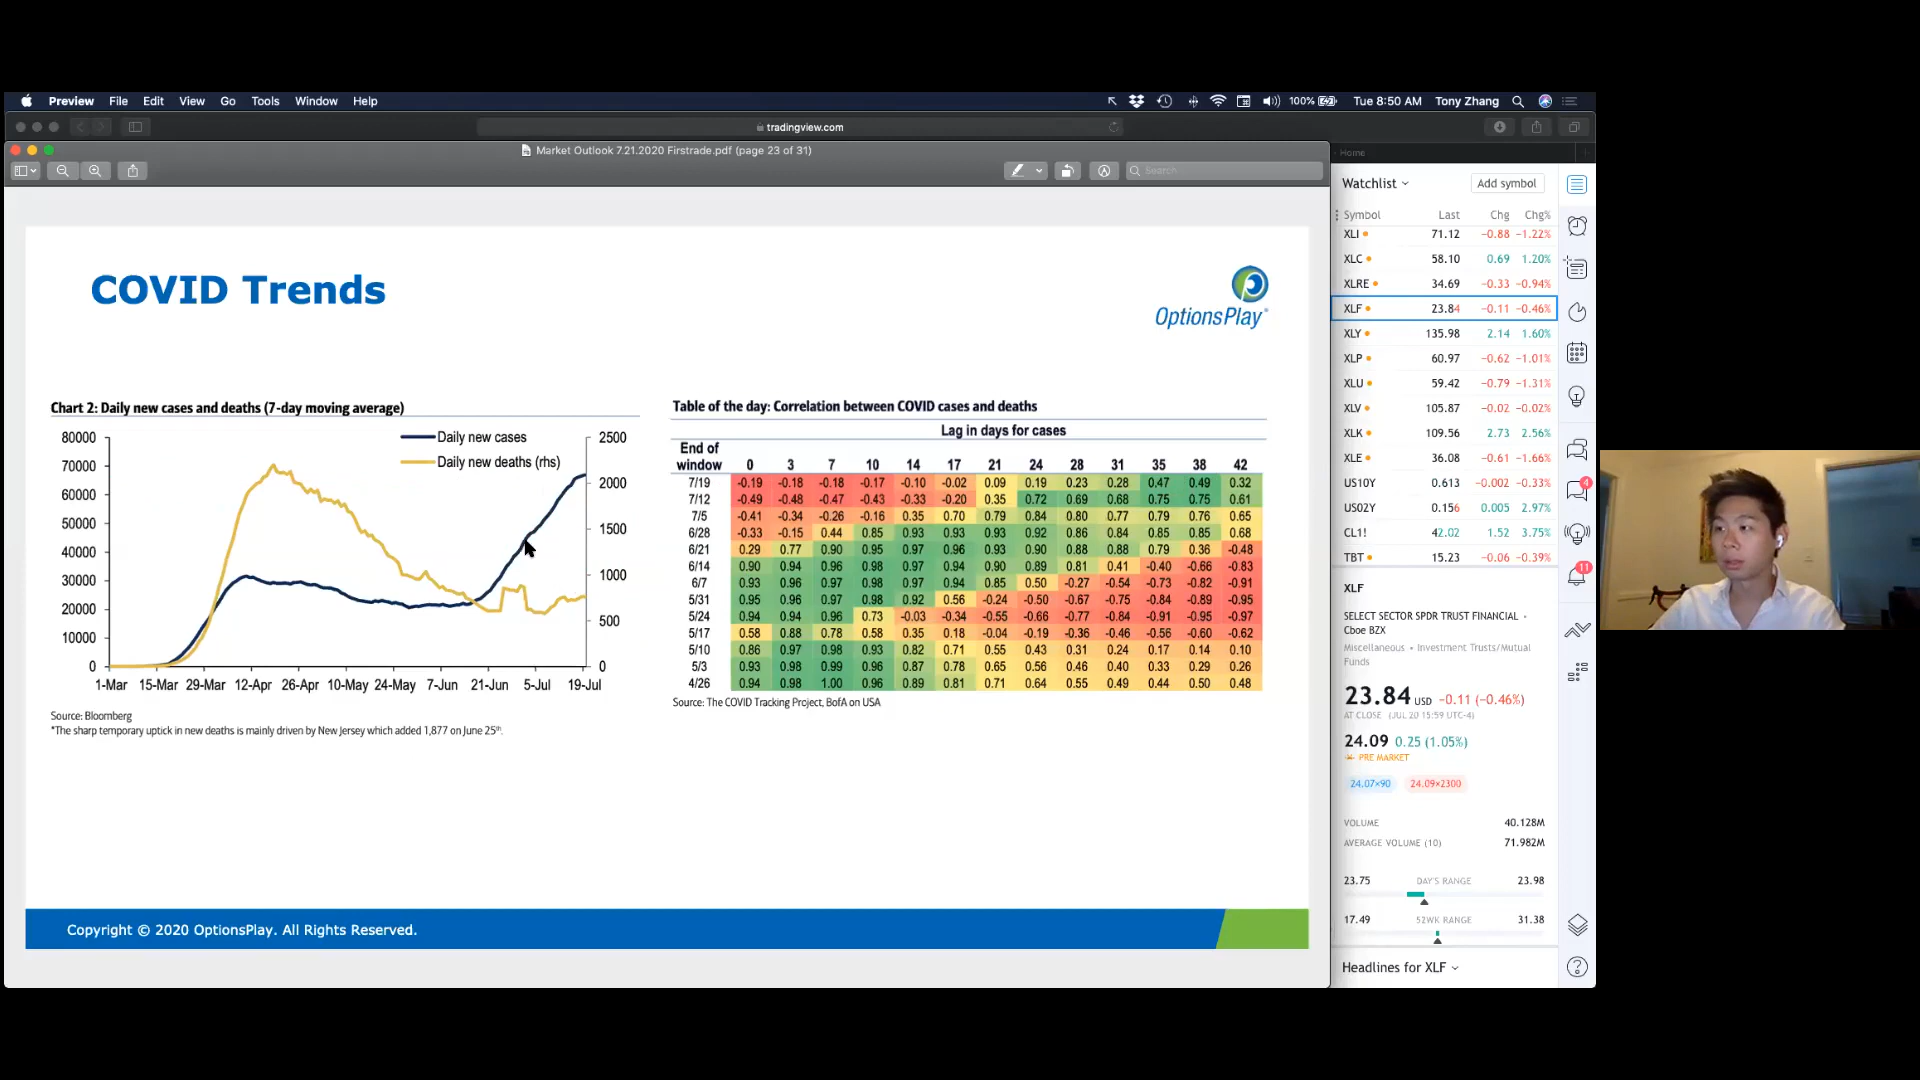 Preview File Edit View Go Tools Window Help
100% Tue 8:50 AM Tony Zhang
tradingview.com
Market Outlook 7.21.2020 Firstrade.pdf (page 23 of 31)
Search
Home
COVID Trends
OptionsPlay
Chart 2: Daily new cases and deaths (7-day moving average)
Daily new cases
Daily new deaths (rhs)
80000
70000
60000
50000
40000
30000
20000
10000
0
2500
2000
1500
1000
500
0
1-Mar 15-Mar 29-Mar 12-Apr 26-Apr 10-May 24-May 7-Jun 21-Jun 5-Jul 19-Jul
Source: Bloomberg
*The sharp temporary uptick in new deaths is mainly driven by New Jersey which added 1,877 on June 25th.
Table of the day: Correlation between COVID cases and deaths
Lag in days for cases
End of
window 0 3 7 10 14 17 21 24 28 31 35 38 42
7/19 -0.19 -0.18 -0.18 -0.17 -0.10 -0.02 0.09 0.19 0.23 0.28 0.47 0.49 0.32
7/12 -0.49 -0.48 -0.47 -0.43 -0.33 -0.20 0.35 0.72 0.69 0.68 0.75 0.75 0.61
7/5 -0.41 -0.34 -0.26 -0.16 0.35 0.70 0.79 0.84 0.80 0.77 0.79 0.76 0.65
6/28 -0.33 -0.15 0.44 0.85 0.93 0.93 0.93 0.92 0.86 0.84 0.85 0.85 0.68
6/21 0.29 0.77 0.90 0.95 0.97 0.96 0.93 0.90 0.88 0.88 0.79 0.36 -0.48
6/14 0.90 0.94 0.96 0.98 0.97 0.94 0.90 0.89 0.81 0.41 -0.40 -0.66 -0.83
6/7 0.93 0.96 0.97 0.98 0.97 0.94 0.85 0.50 -0.27 -0.54 -0.73 -0.82 -0.91
5/31 0.95 0.96 0.97 0.98 0.92 0.56 -0.24 -0.50 -0.67 -0.75 -0.84 -0.89 -0.95
5/24 0.94 0.94 0.96 0.73 -0.03 -0.34 -0.55 -0.66 -0.77 -0.84 -0.91 -0.95 -0.97
5/17 0.58 0.88 0.78 0.58 0.35 0.18 -0.04 -0.19 -0.36 -0.46 -0.56 -0.60 -0.62
5/10 0.86 0.97 0.98 0.93 0.82 0.71 0.55 0.43 0.31 0.24 0.17 0.14 0.10
5/3 0.93 0.98 0.99 0.96 0.87 0.78 0.65 0.56 0.46 0.40 0.33 0.29 0.26
4/26 0.94 0.98 1.00 0.96 0.89 0.81 0.71 0.64 0.55 0.49 0.44 0.50 0.48
Source: The COVID Tracking Project, BofA on USA
Copyright © 2020 OptionsPlay. All Rights Reserved.
Watchlist Add symbol
Symbol Last Chg Chg%
XLI 71.12 −0.88 −1.22%
XLC 58.10 0.69 1.20%
XLRE 34.69 −0.33 −0.94%
XLF 23.84 −0.11 −0.46%
XLY 135.98 2.14 1.60%
XLP 60.97 −0.62 −1.01%
XLU 59.42 −0.79 −1.31%
XLV 105.87 −0.02 −0.02%
XLK 109.56 2.73 2.56%
XLE 36.08 −0.61 −1.66%
US10Y 0.613 −0.002 −0.33%
US02Y 0.156 0.005 2.97%
CL1! 42.02 1.52 3.75%
TBT 15.23 −0.06 −0.39%
XLF
SELECT SECTOR SPDR TRUST FINANCIAL •
Cboe BZX
Miscellaneous • Investment Trusts/Mutual
Funds
23.84 USD −0.11 (−0.46%)
AT CLOSE (JUL 20 15:59 UTC-4)
24.09 0.25 (1.05%)
PRE MARKET
24.07×90 24.09×2300
VOLUME 40.128M
AVERAGE VOLUME (10) 71.982M
23.75 DAY'S RANGE 23.98
17.49 52WK RANGE 31.38
Headlines for XLF
4
11